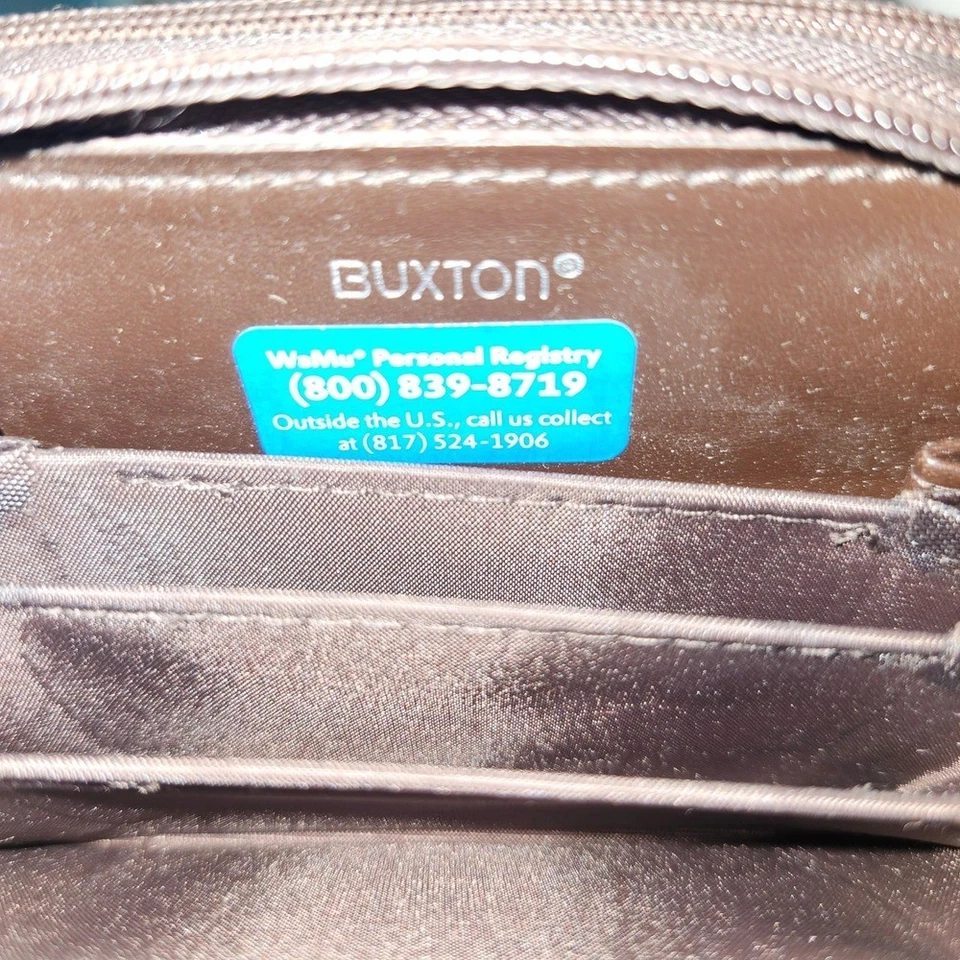 BUXTON®
WaMu® Personal Registry
(800) 839-8719
Outside the U.S., call us collect
at (817) 524-1906